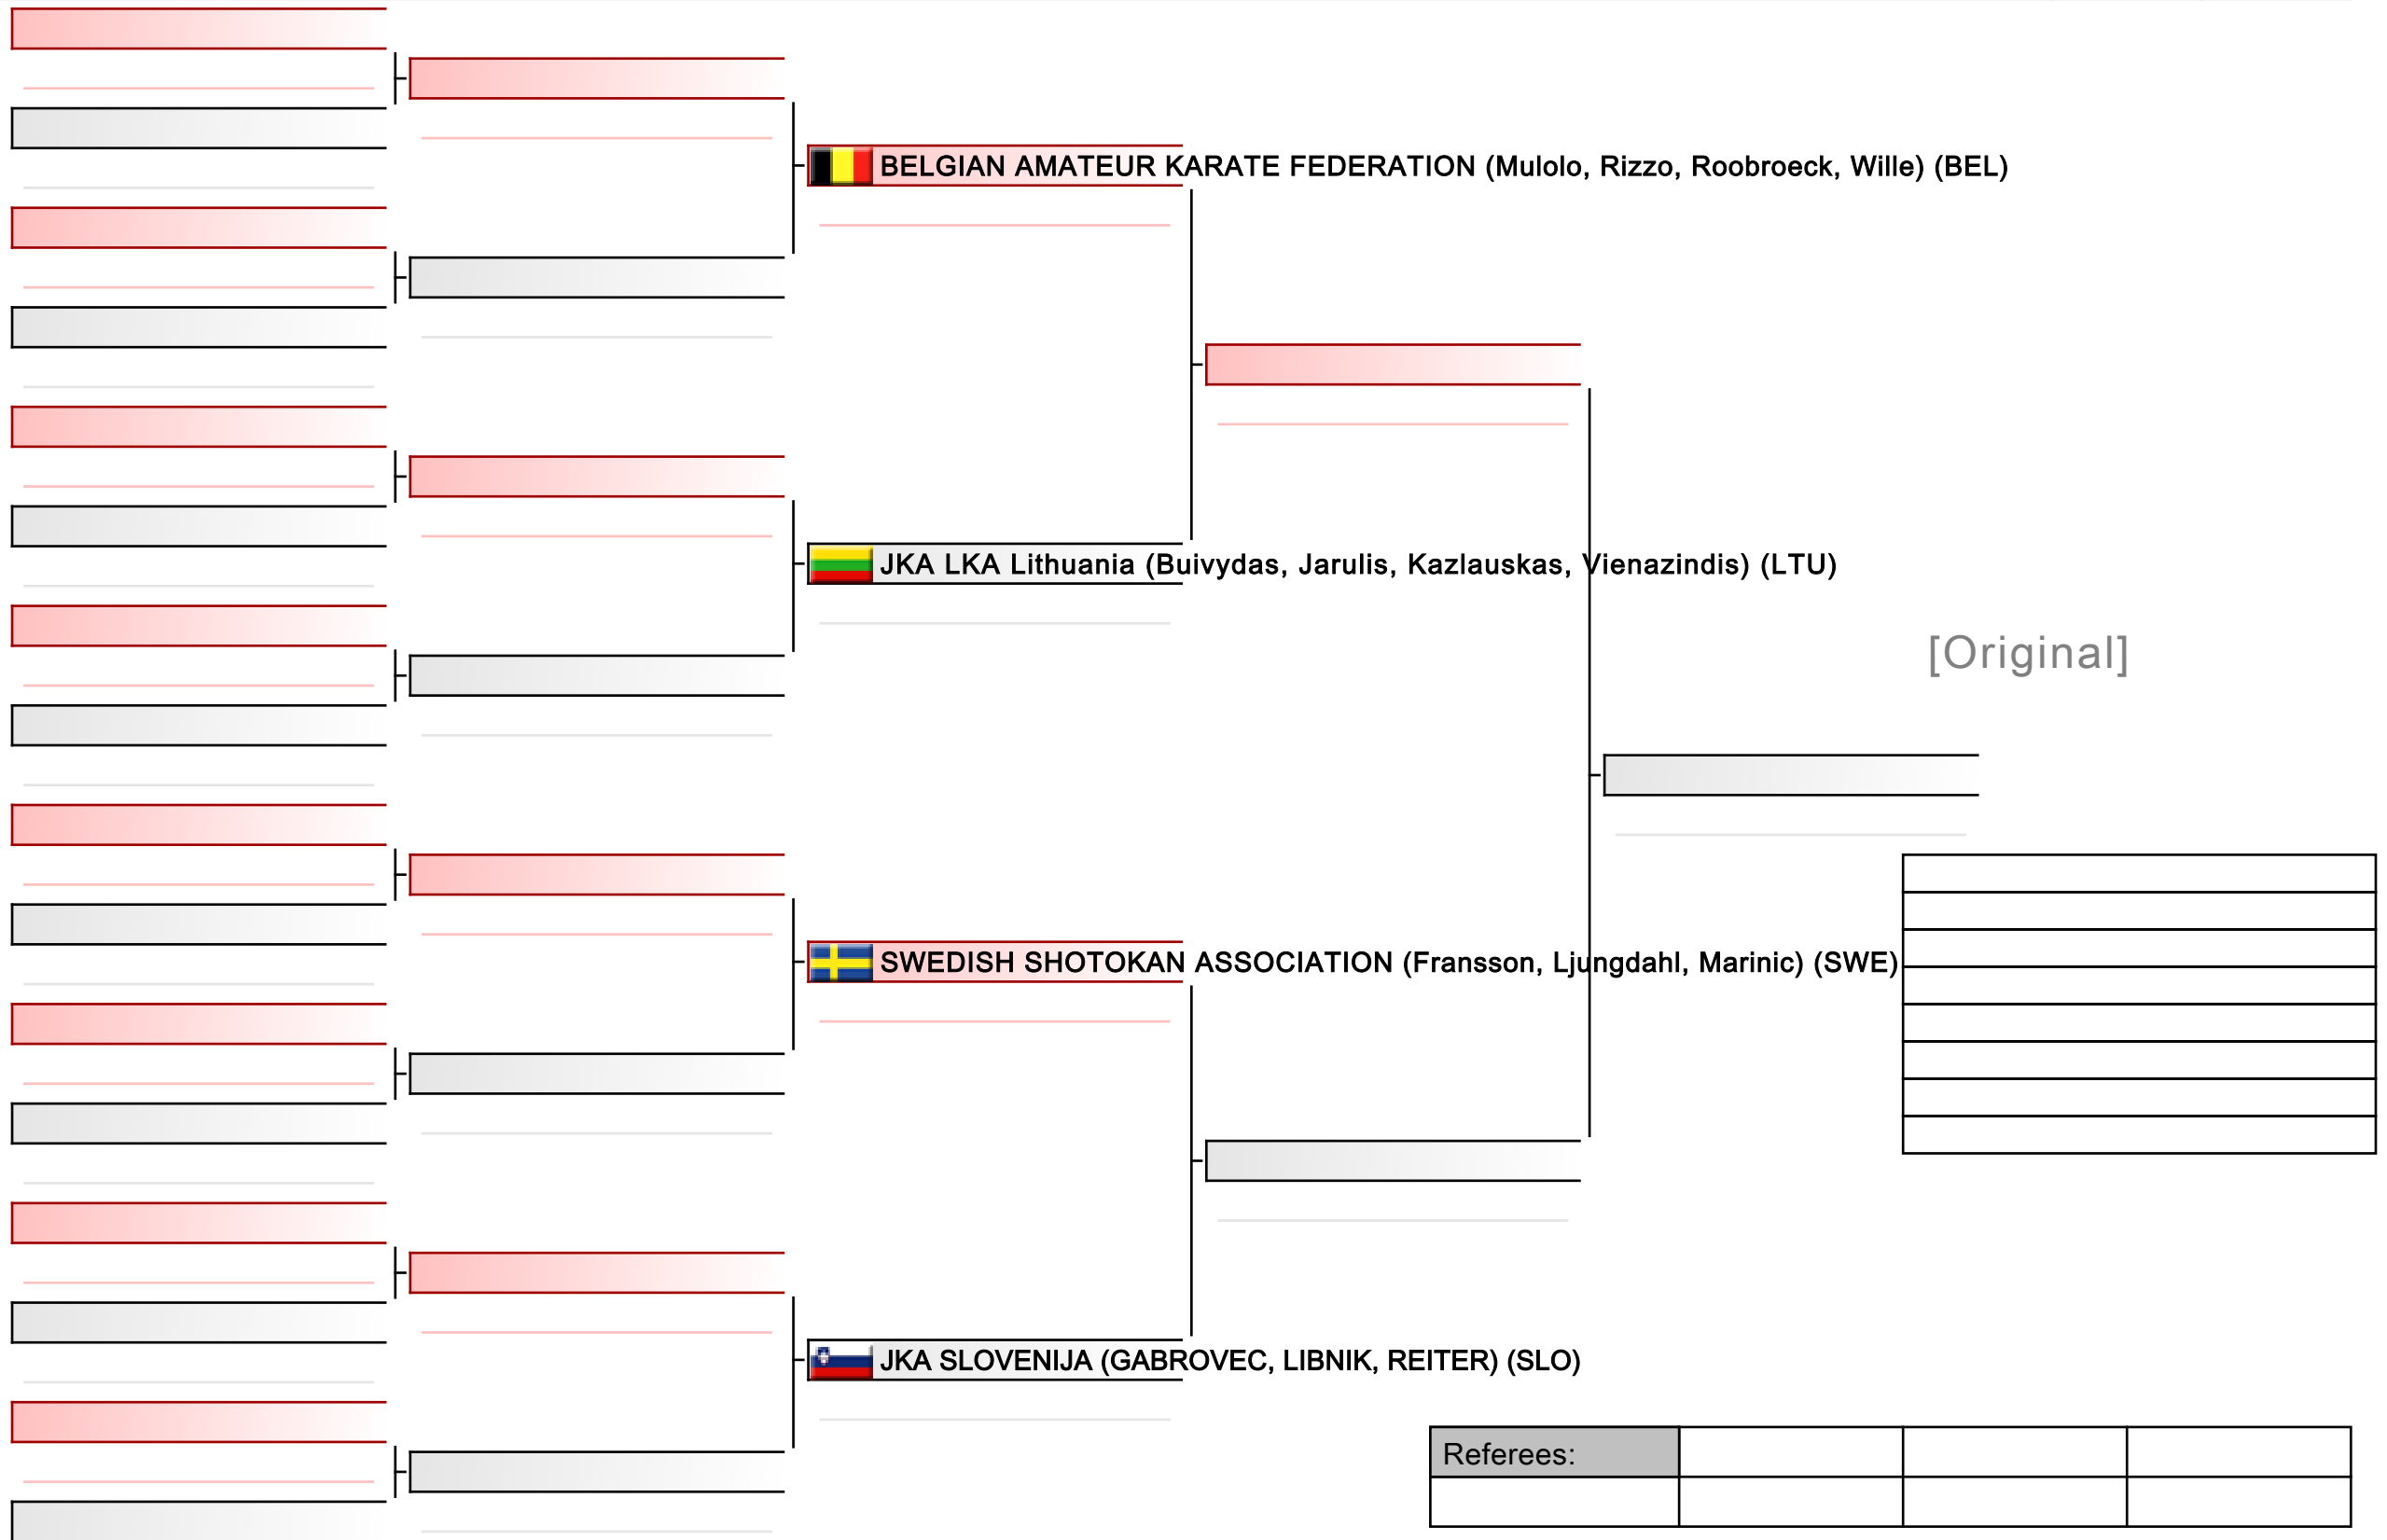 BELGIAN AMATEUR KARATE FEDERATION (Mulolo, Rizzo, Roobroeck, Wille) (BEL)
JKA LKA Lithuania (Buivydas, Jarulis, Kazlauskas, Vienazindis) (LTU)
[Original]
SWEDISH SHOTOKAN ASSOCIATION (Fransson, Ljungdahl, Marinic) (SWE)
JKA SLOVENIJA (GABROVEC, LIBNIK, REITER) (SLO)
Referees: